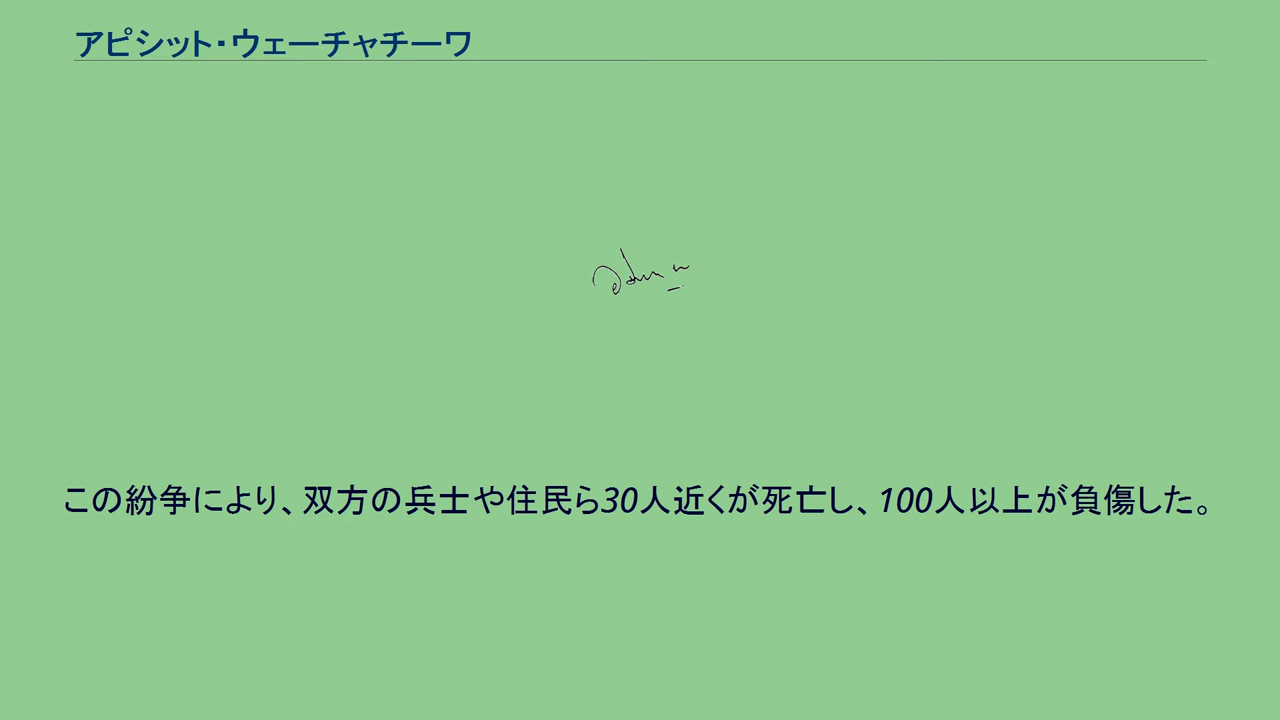 アピシット・ウェーチャチーワ
この紛争により、双方の兵士や住民ら30人近くが死亡し、100人以上が負傷した。